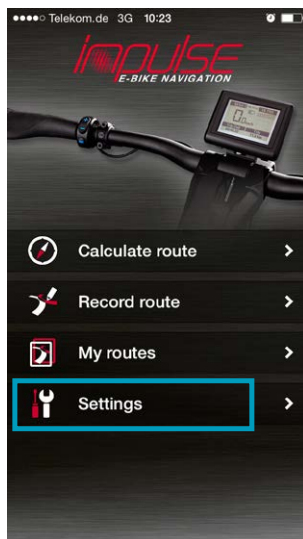 Telekom.de 3G 10:23
impulse
E-BIKE NAVIGATION
Calculate route
Record route
My routes
Settings